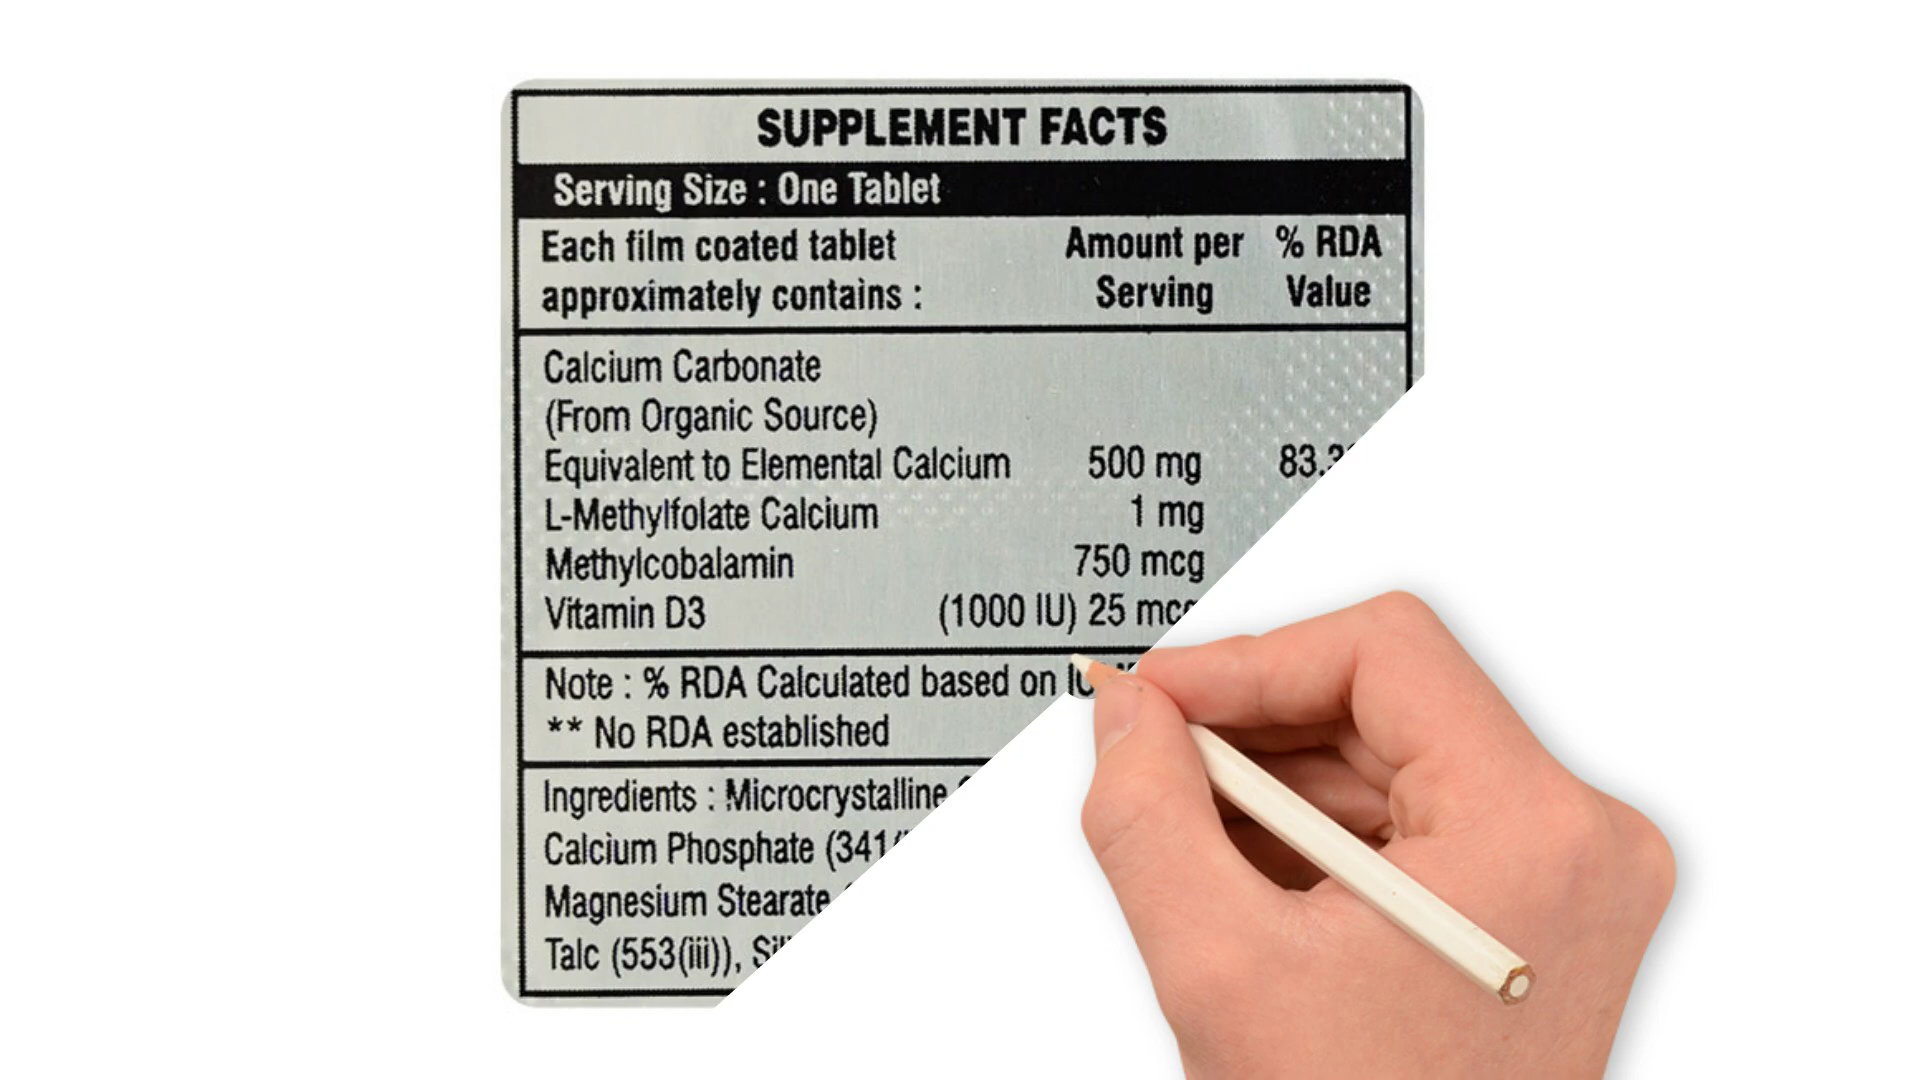 SUPPLEMENT FACTS
Serving Size : One Tablet
Each film coated tablet Amount per % RDA
approximately contains : Serving Value
Calcium Carbonate
(From Organic Source)
Equivalent to Elemental Calcium 500 mg
L-Methylfolate Calcium 1 mg
Methylcobalamin 750 mcg
Vitamin D3 (1000 IU) 25 mcg
Note : % RDA Calculated based on
** No RDA established
Ingredients : Microcrystalline
Calcium Phosphate
Magnesium Stearate
Talc (553(iii)),